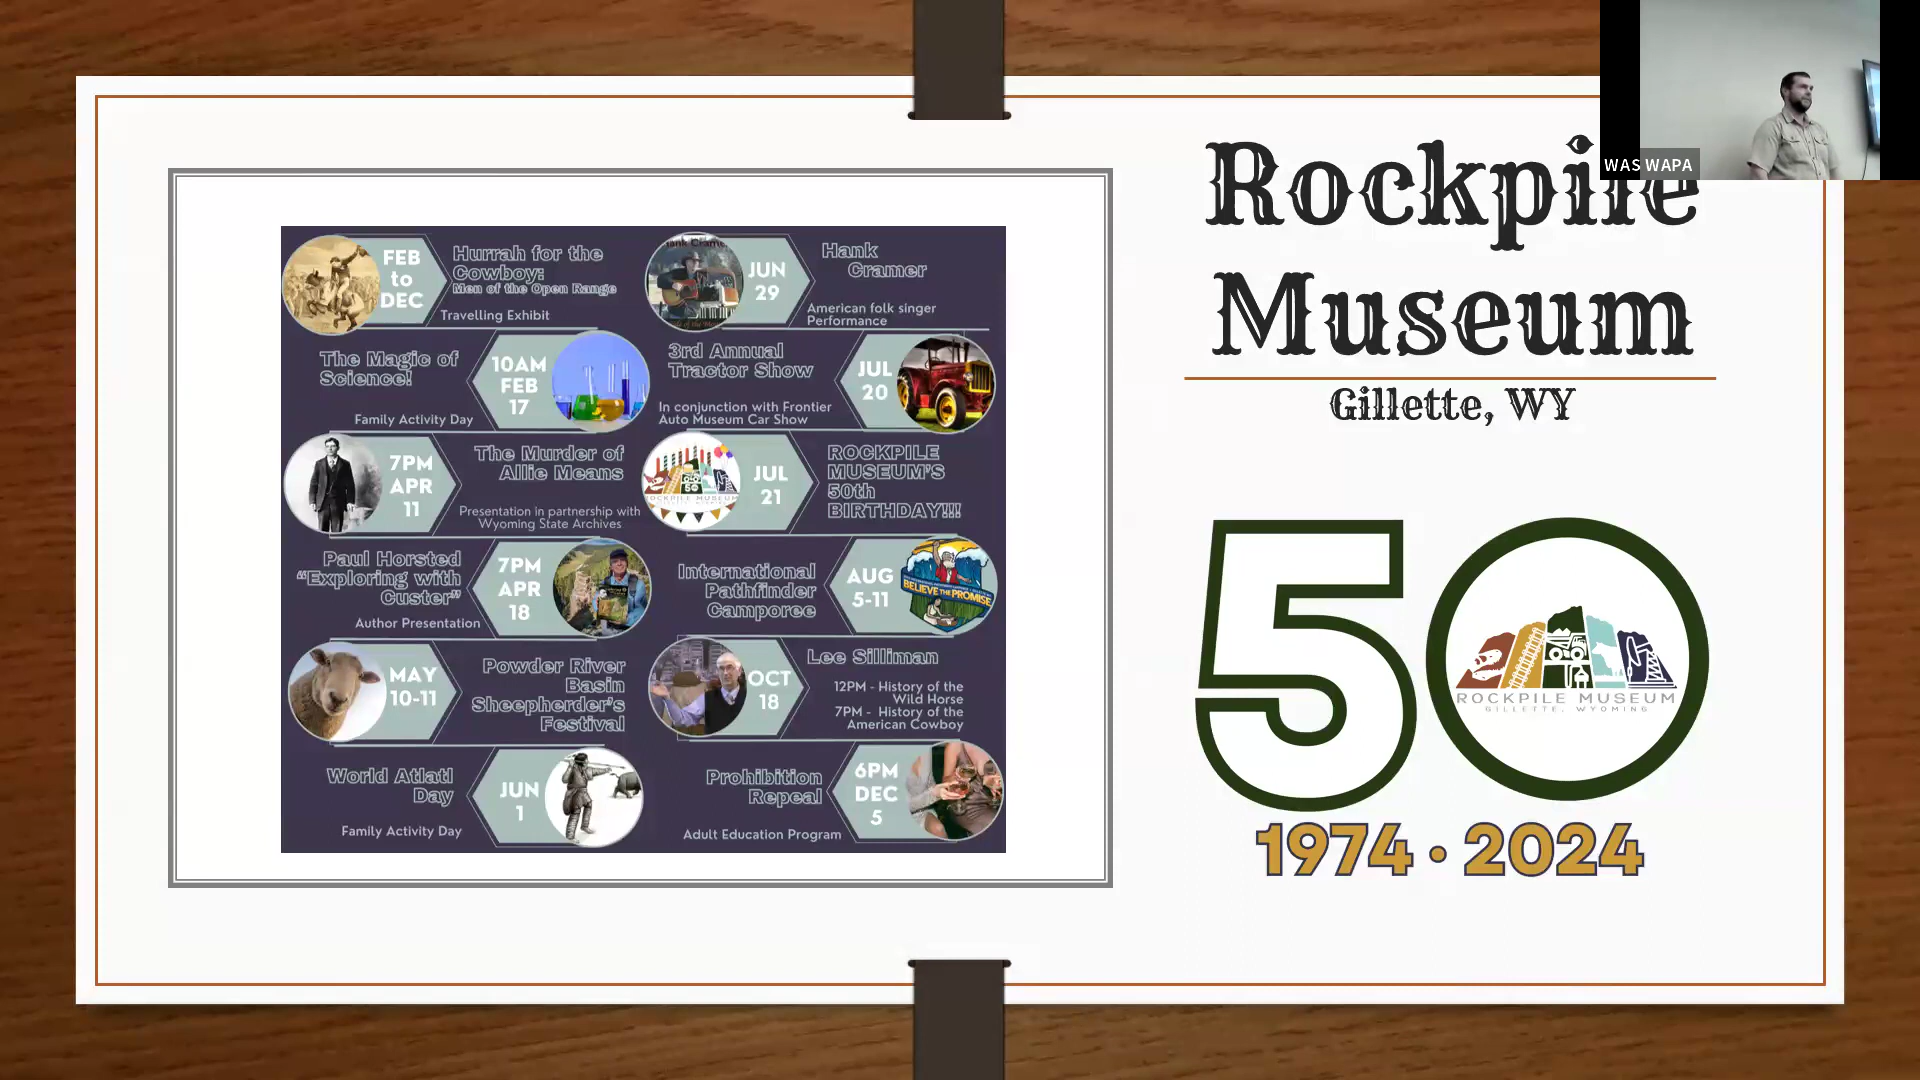 Rockpile
Museum
Gillette, WY
WAS WAPA
FEB
to
DEC
Hurrah for the
Cowboy:
Men of the Open Range
Travelling Exhibit
The Magic of
Science!
Family Activity Day
10AM
FEB
17
7PM
APR
11
The Murder of
Allie Means
Presentation in partnership with
Wyoming State Archives
Paul Horsted
“Exploring with
Custer”
Author Presentation
7PM
APR
18
MAY
10-11
Powder River
Basin
Sheepherder's
Festival
World Atlatl
Day
Family Activity Day
JUN
1
JUN
29
Hank
Cramer
American folk singer
Performance
3rd Annual
Tractor Show
In conjunction with Frontier
Auto Museum Car Show
JUL
20
JUL
21
ROCKPILE
MUSEUM'S
50th
BIRTHDAY!!!
International
Pathfinder
Camporee
AUG
5-11
BELIEVE THE PROMISE
OCT
18
Lee Silliman
12PM - History of the
Wild Horse
7PM - History of the
American Cowboy
Prohibition
Repeal
Adult Education Program
6PM
DEC
5
50
ROCKPILE MUSEUM
GILLETTE, WYOMING
1974 • 2024